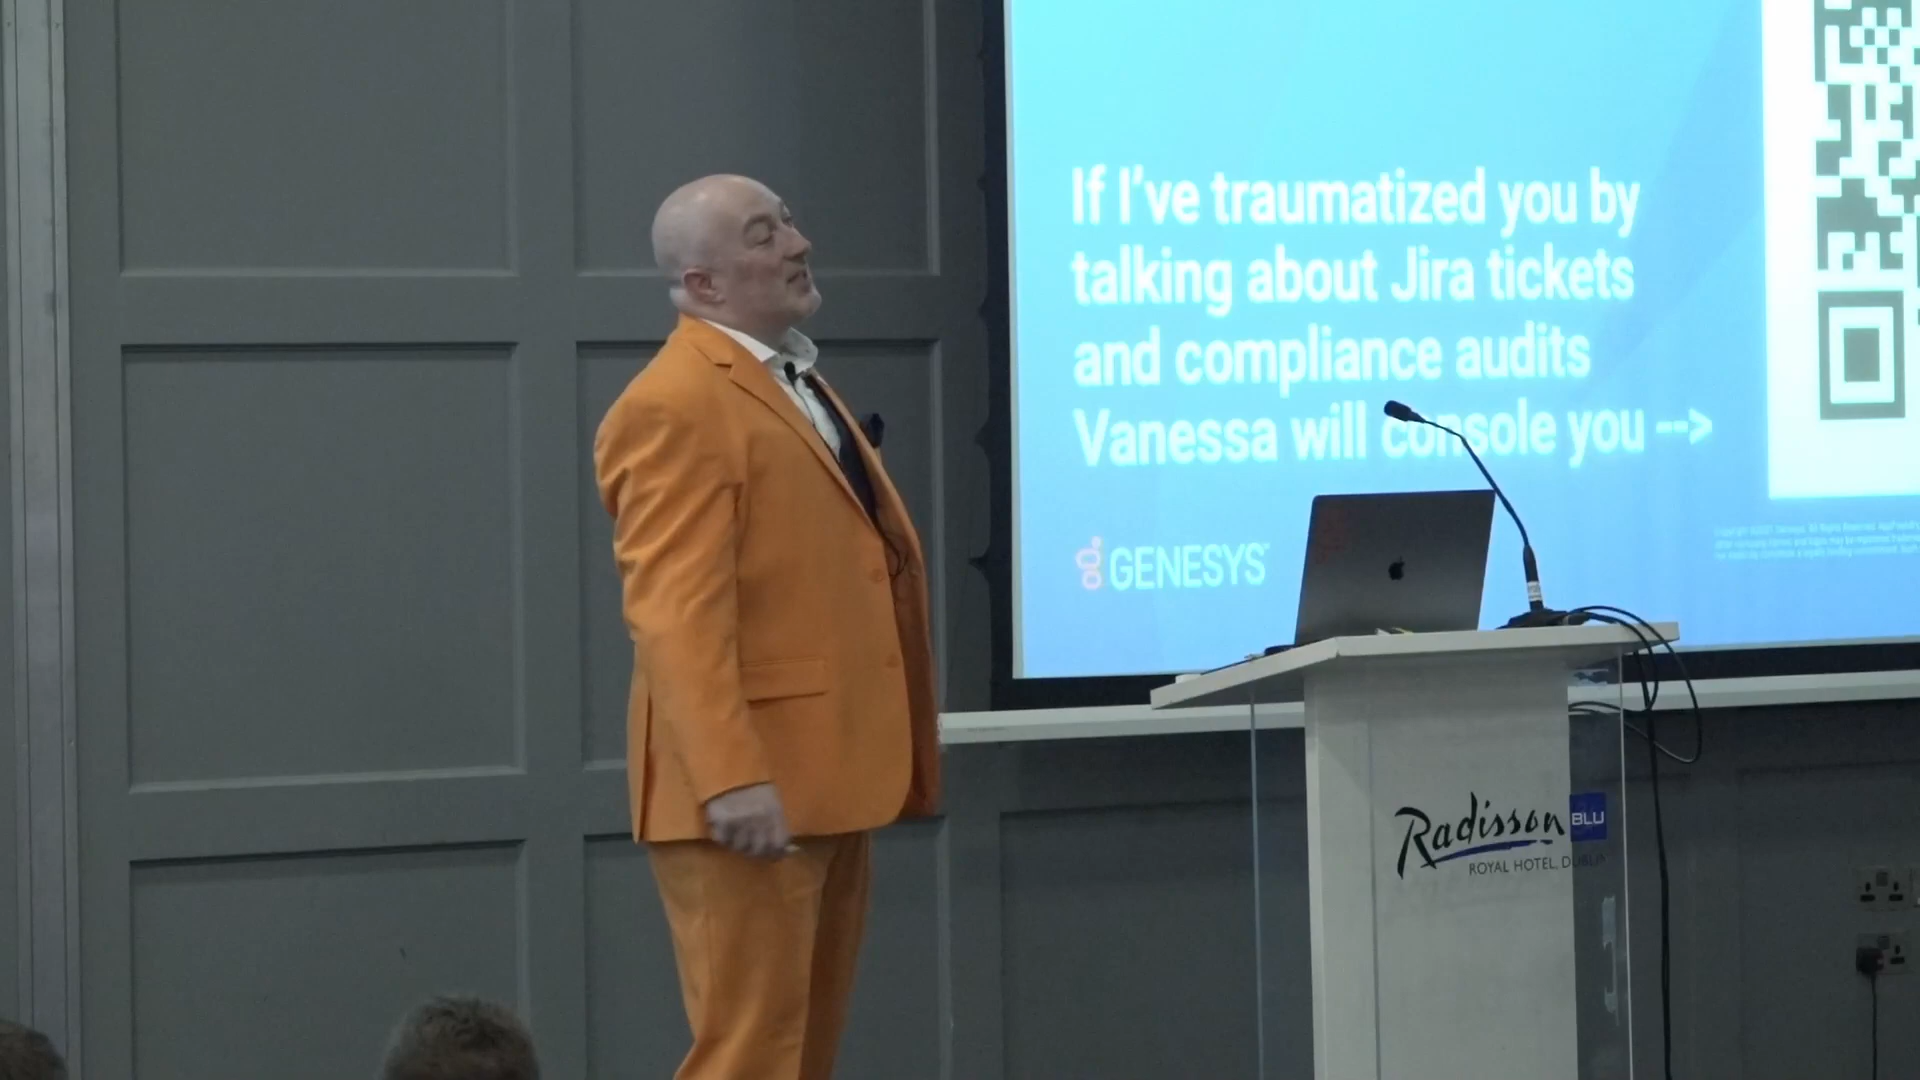 If I've traumatized you by
talking about Jira tickets
and compliance audits
Vanessa will console you -->
GENESYS
Radisson
BLU
ROYAL HOTEL, DUBLIN